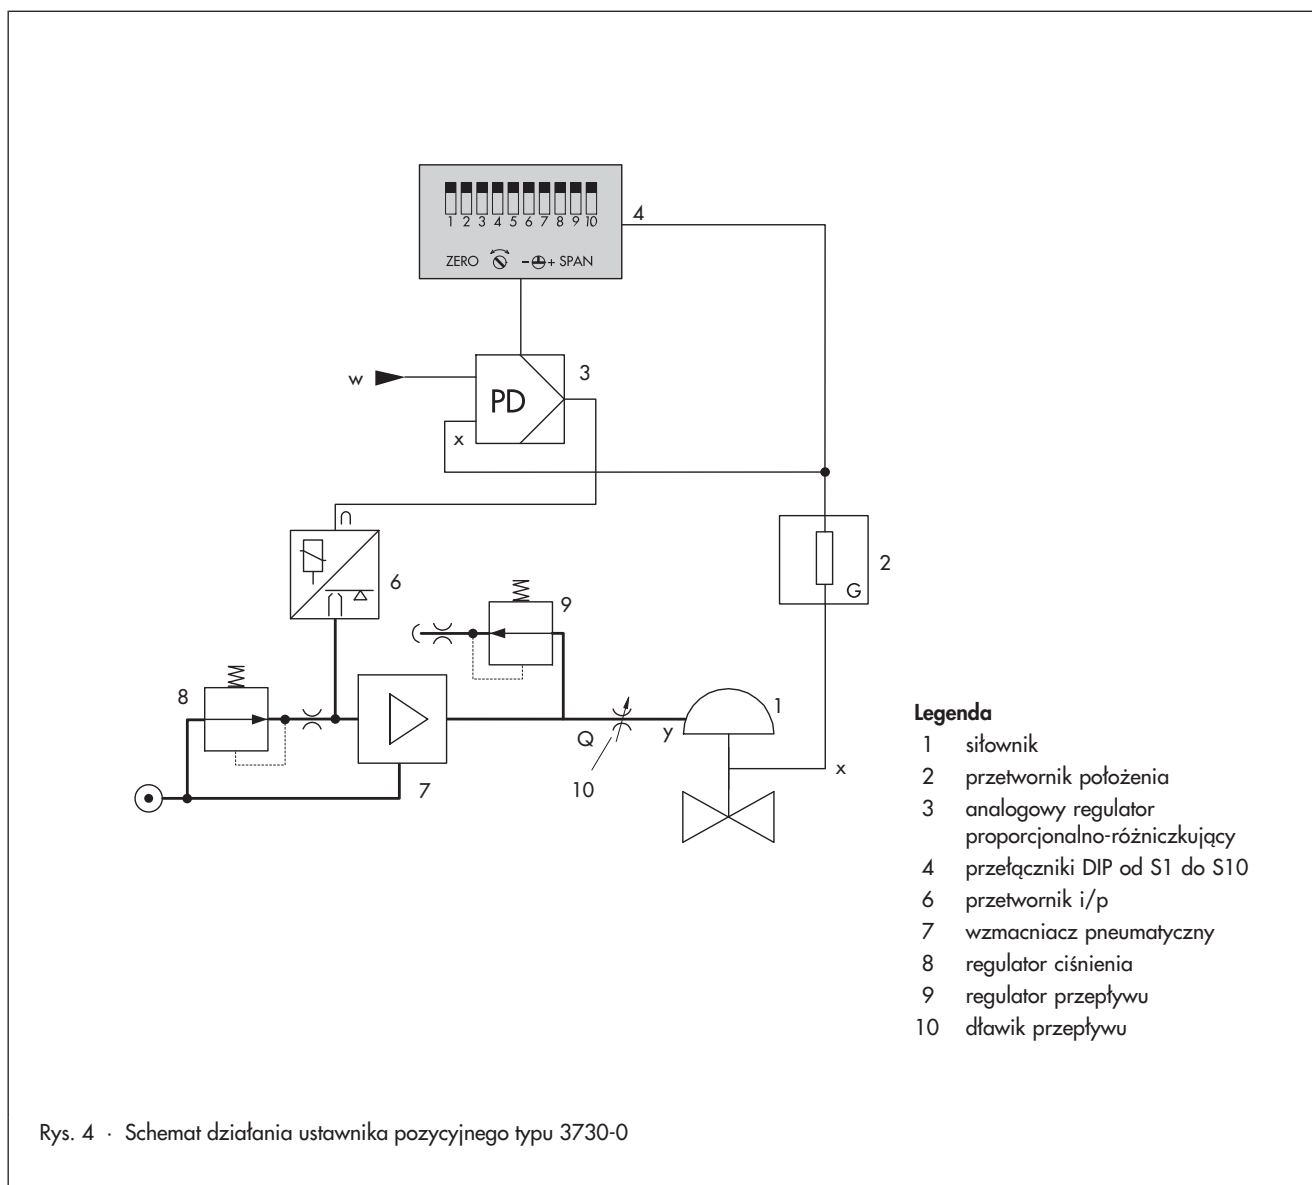 1 2 3 4 5 6 7 8 9 10
4
ZERO - + SPAN
3
w
PD
x
6
2
G
9
8
1
Q
y
10
7
x
Legenda
1 siłownik
2 przetwornik położenia
3 analogowy regulator
proporcjonalno-różniczkujący
4 przełączniki DIP od S1 do S10
6 przetwornik i/p
7 wzmacniacz pneumatyczny
8 regulator ciśnienia
9 regulator przepływu
10 dławik przepływu
Rys. 4 · Schemat działania ustawnika pozycyjnego typu 3730-0